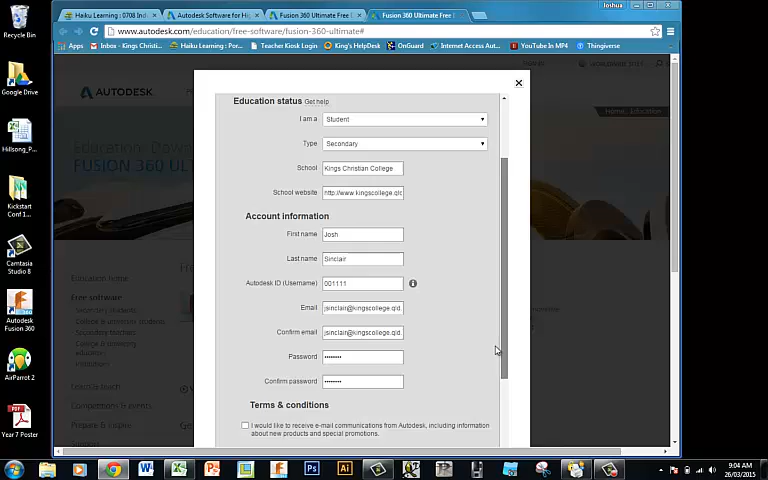 Joshua
Haiku Learning : 0708 Ind
Autodesk Software for Hig
Fusion 360 Ultimate Free D
Fusion 360 Ultimate Free D
www.autodesk.com/education/free-software/fusion-360-ultimate#
Apps
Inbox - Kings Christi...
Haiku Learning : Por...
Teacher Kiosk Login
King's HelpDesk
OnGuard
Internet Access Aut...
YouTube In MP4
Thingiverse
Recycle Bin
Google Drive
Hillsong_P...
Kickstart
Conf 1...
Camtasia
Studio 8
Autodesk
Fusion 360
AirParrot 2
Year 7 Poster
AUTODESK
FUSION 360 ULT
Education home
Free software
Education status Get help
I am a Student
Type Secondary
School Kings Christian College
School website http://www.kingscollege.qld
Account information
First name Josh
Last name Sinclair
Autodesk ID (Username) 001111
Email jsinclair@kingscollege.qld.
Confirm email jsinclair@kingscollege.qld.
Password ••••••••
Confirm password ••••••••
Terms & conditions
I would like to receive e-mail communications from Autodesk, including information
about new products and special promotions.
9:04 AM
26/03/2015